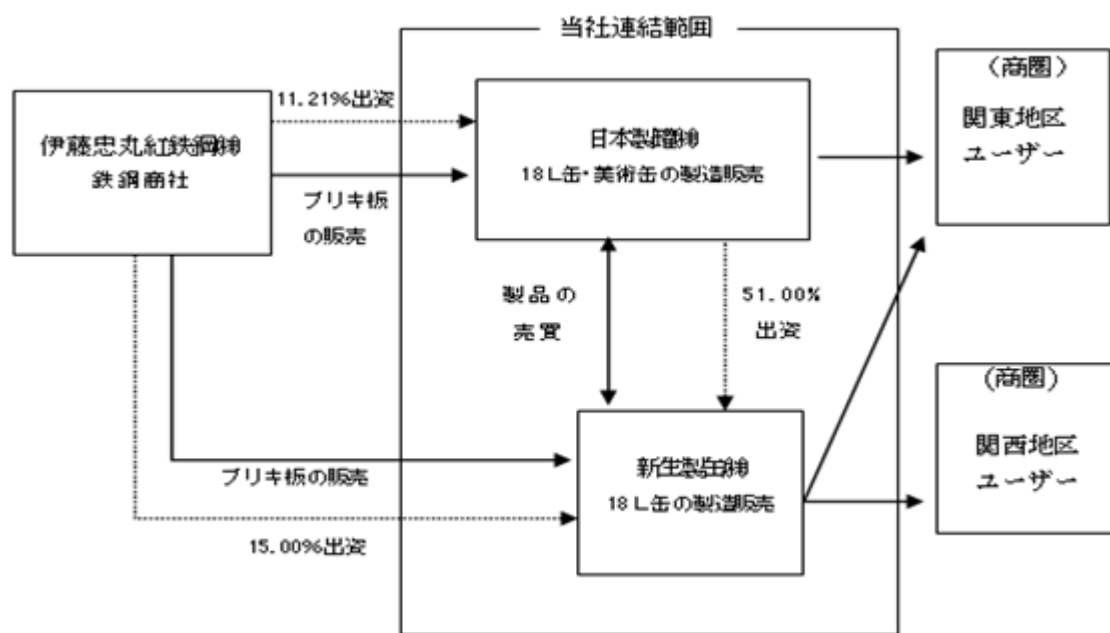 当社連結範囲
11.21%出資
伊藤忠丸紅鉄鋼㈱
鉄鋼商社
ブリキ板
の販売
日本製罐㈱
18L缶・美術缶の製造販売
(商圏)
関東地区
ユーザー
製品の
売買
51.00%
出資
(商圏)
関西地区
ユーザー
新生製缶㈱
18L缶の製造販売
ブリキ板の販売
15.00%出資